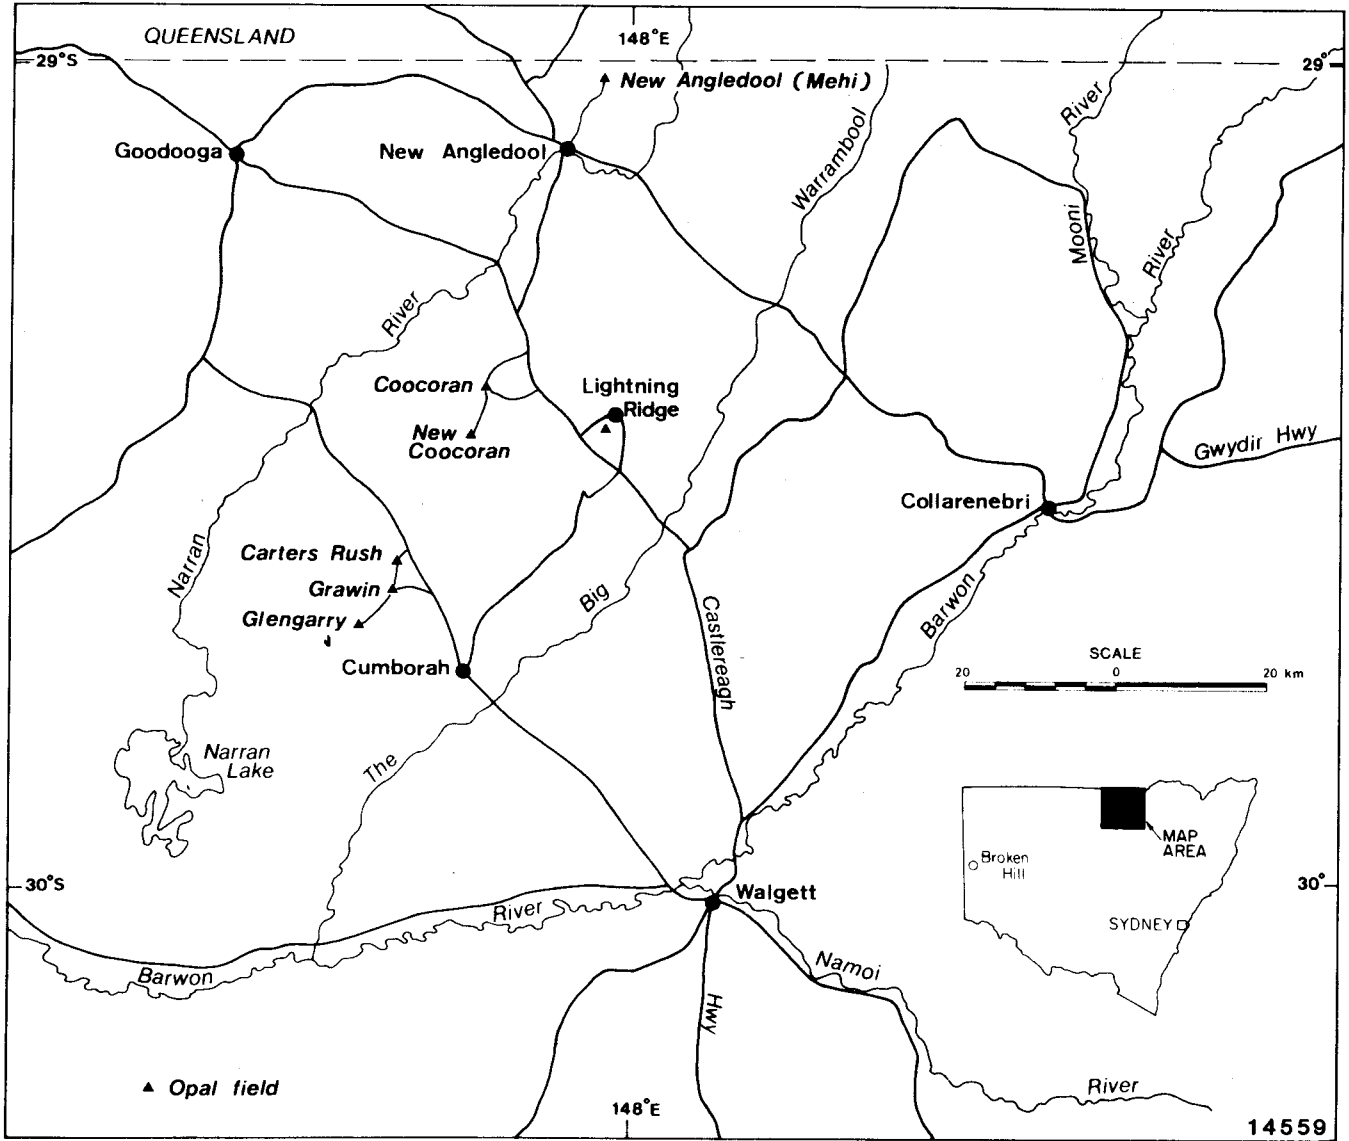 QUEENSLAND
148°E
29°S
29°
New Angledool (Mehi)
River
Warrambool
Goodooga
New Angledool
Mooni
River
River
Coocoran
Lightning
Ridge
New
Coocoran
Gwydir Hwy
Collarenebri
Narran
Carters Rush
Grawin
Glengarry
Big
Castlereagh
Barwon
Cumborah
SCALE
20 0 20 km
Narran
Lake
The
MAP
AREA
Broken
Hill
SYDNEY
30°S
30°
Walgett
River
Barwon
Namoi
Hwy
River
Opal field
148°E
14559